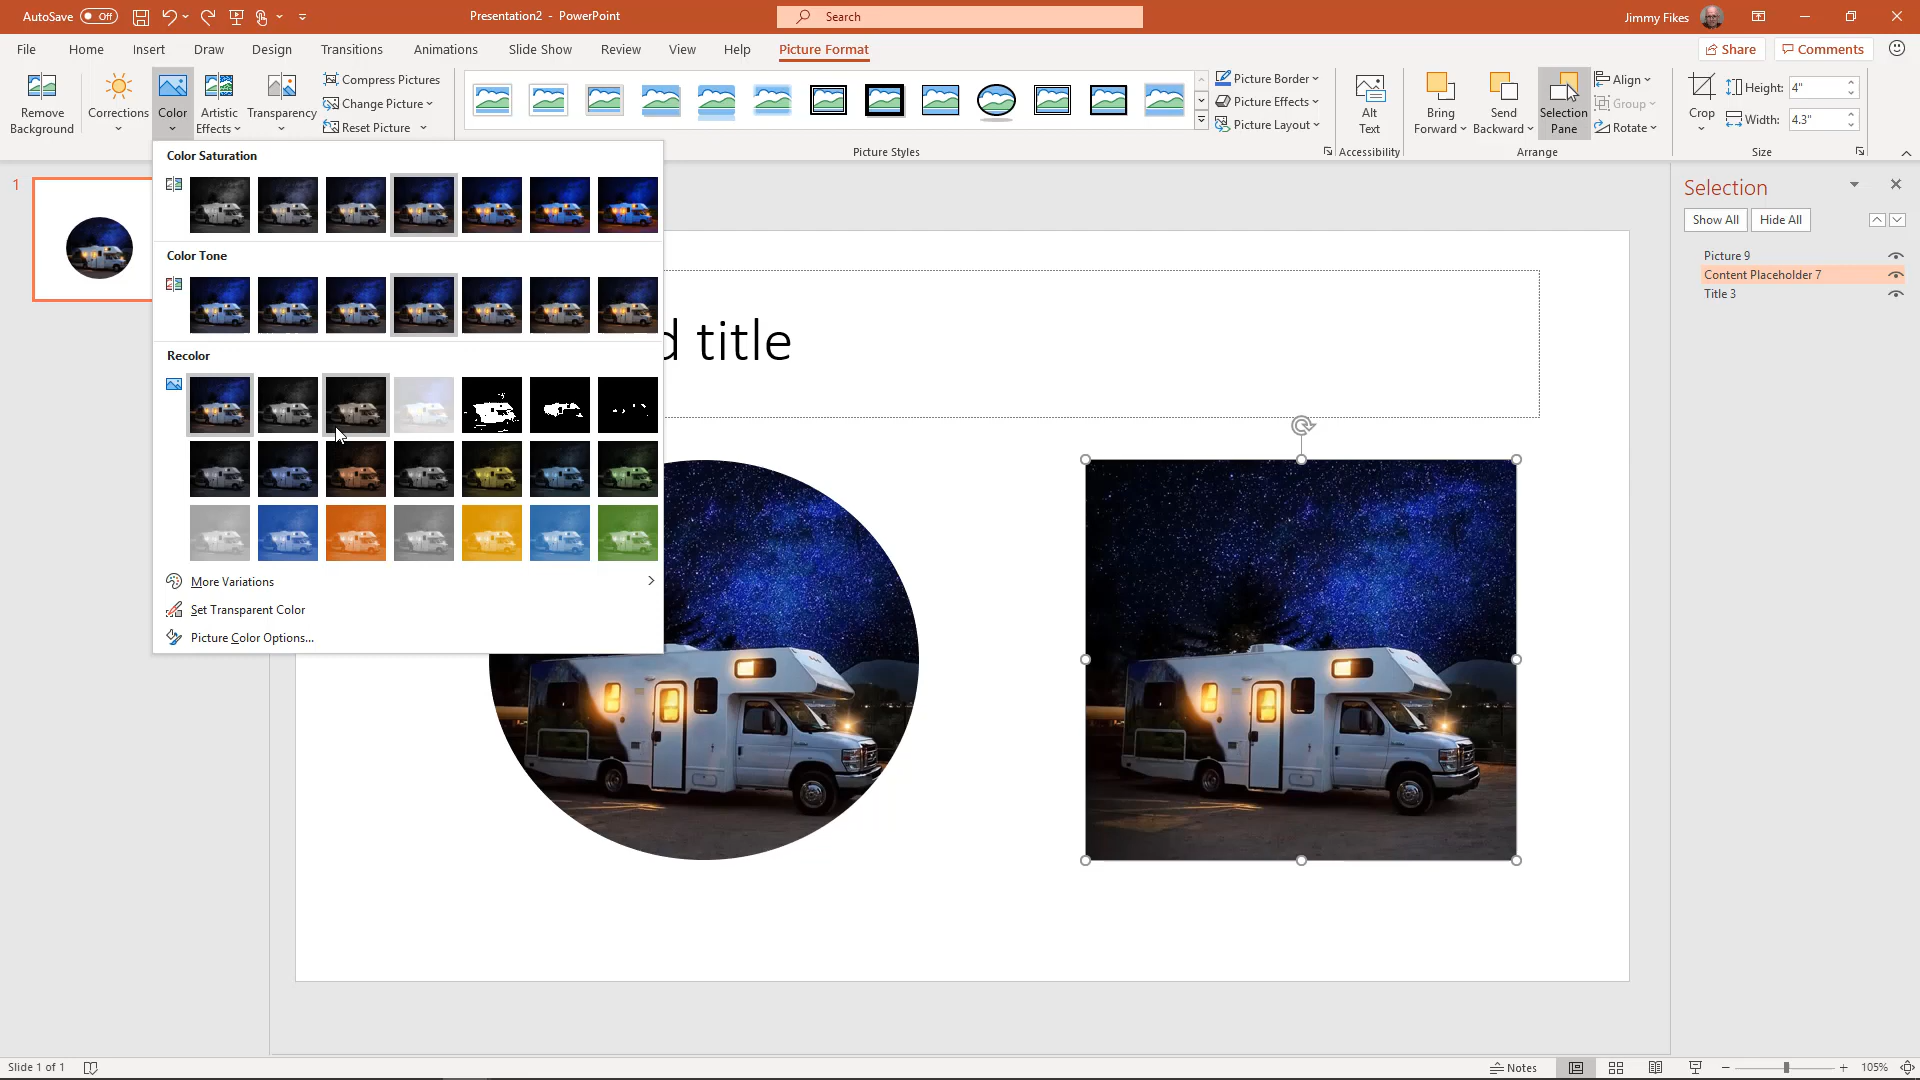 AutoSave Off
Presentation2 - PowerPoint
Search
Jimmy Fikes
File Home Insert Draw Design Transitions Animations Slide Show Review View Help Picture Format
Share Comments
Remove Background
Corrections
Color
Artistic Effects
Transparency
Compress Pictures
Change Picture
Reset Picture
Picture Styles
Picture Border
Picture Effects
Picture Layout
Alt Text
Accessibility
Bring Forward
Send Backward
Selection Pane
Align
Group
Rotate
Arrange
Crop
Height: 4"
Width: 4.3"
Size
Color Saturation
Color Tone
Recolor
More Variations
Set Transparent Color
Picture Color Options...
1
d title
Selection
Show All Hide All
Picture 9
Content Placeholder 7
Title 3
Slide 1 of 1
Notes
105%